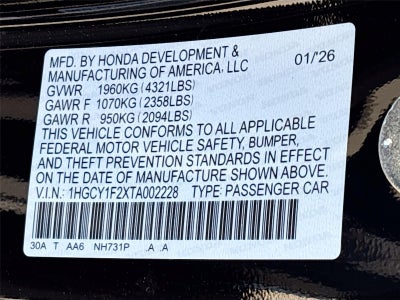 MFD. BY HONDA DEVELOPMENT &
MANUFACTURING OF AMERICA, LLC 01/'26
GVWR 1960KG(4321LBS)
GAWR F 1070KG(2358LBS)
GAWR R 950KG(2094LBS)
THIS VEHICLE CONFORMS TO ALL APPLICABLE
FEDERAL MOTOR VEHICLE SAFETY, BUMPER,
AND THEFT PREVENTION STANDARDS IN EFFECT
ON THE DATE OF MANUFACTURE SHOWN ABOVE.
V.I.N.: 1HGCY1F2XTA002228 TYPE: PASSENGER CAR
30A T AA6 NH731P .A .A